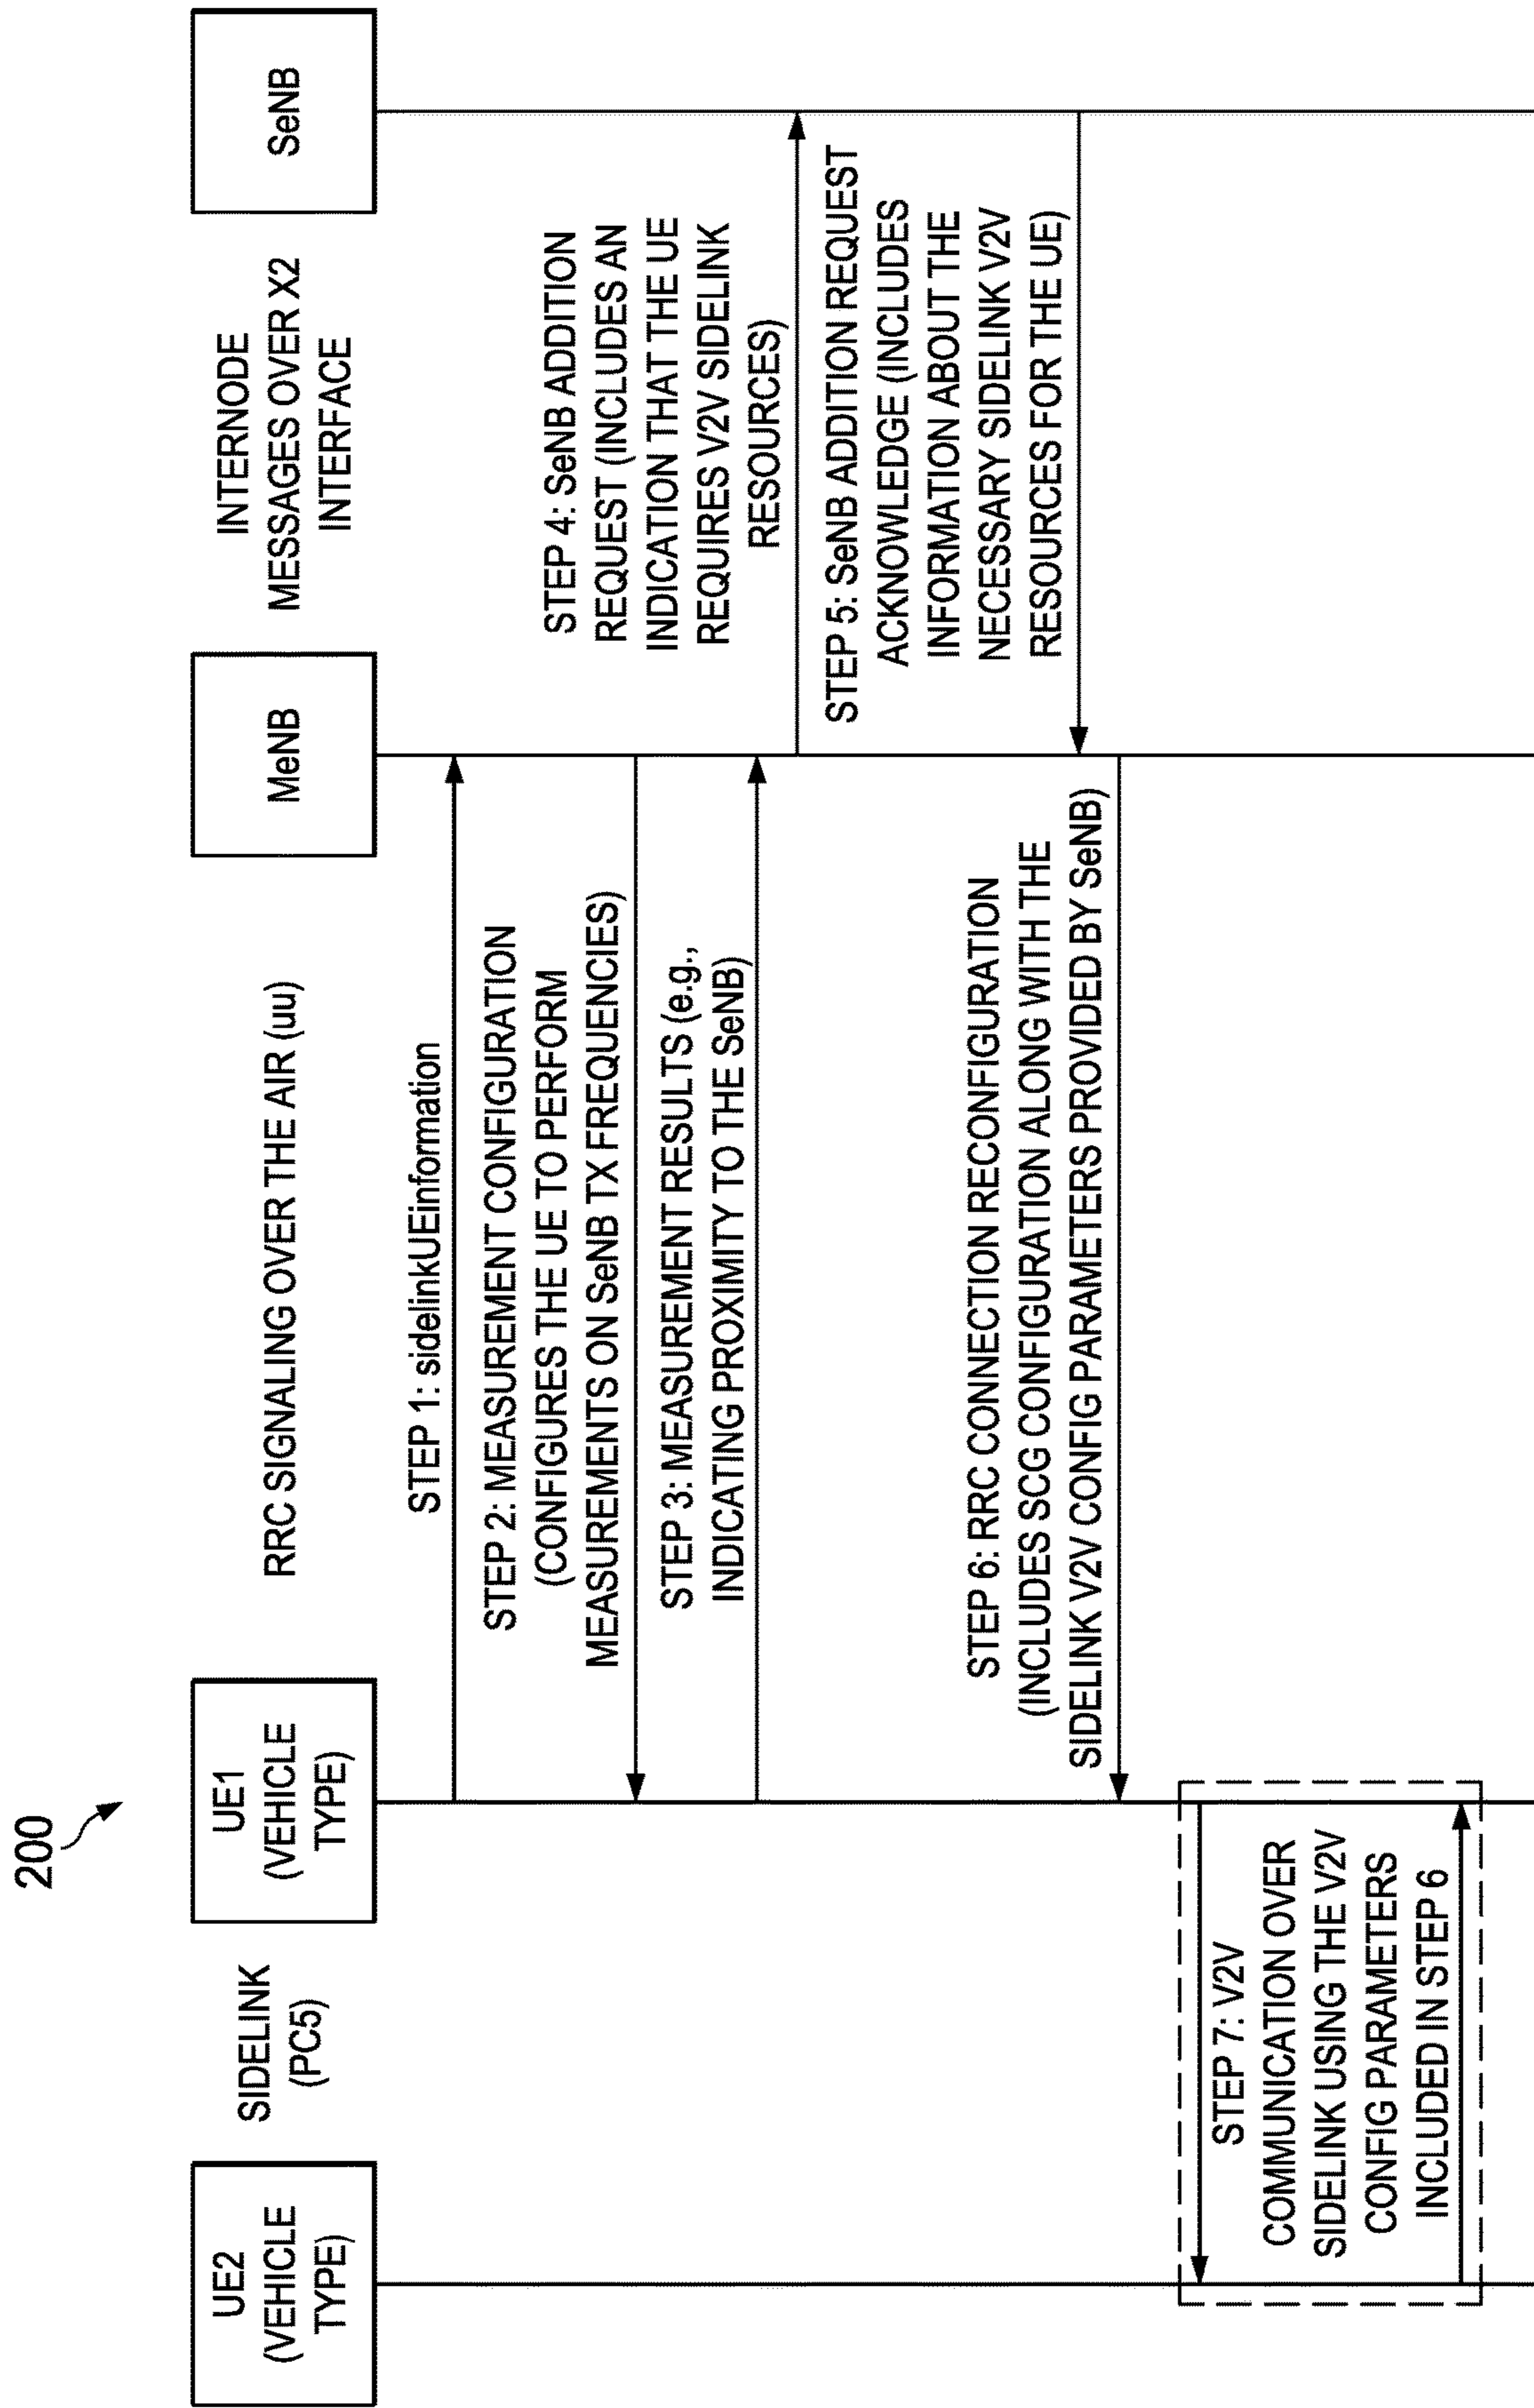 200
UE2
(VEHICLE
TYPE)
SIDELINK
(PC5)
UE1
(VEHICLE
TYPE)
RRC SIGNALING OVER THE AIR (uu)
MeNB
INTERNODE
MESSAGES OVER X2
INTERFACE
SeNB
STEP 1: sidelinkUEinformation
STEP 2: MEASUREMENT CONFIGURATION
(CONFIGURES THE UE TO PERFORM
MEASUREMENTS ON SeNB TX FREQUENCIES)
STEP 3: MEASUREMENT RESULTS (e.g.,
INDICATING PROXIMITY TO THE SeNB)
STEP 4: SeNB ADDITION
REQUEST (INCLUDES AN
INDICATION THAT THE UE
REQUIRES V2V SIDELINK
RESOURCES)
STEP 5: SeNB ADDITION REQUEST
ACKNOWLEDGE (INCLUDES
INFORMATION ABOUT THE
NECESSARY SIDELINK V2V
RESOURCES FOR THE UE)
STEP 6: RRC CONNECTION RECONFIGURATION
(INCLUDES SCG CONFIGURATION ALONG WITH THE
SIDELINK V2V CONFIG PARAMETERS PROVIDED BY SeNB)
STEP 7: V2V
COMMUNICATION OVER
SIDELINK USING THE V2V
CONFIG PARAMETERS
INCLUDED IN STEP 6